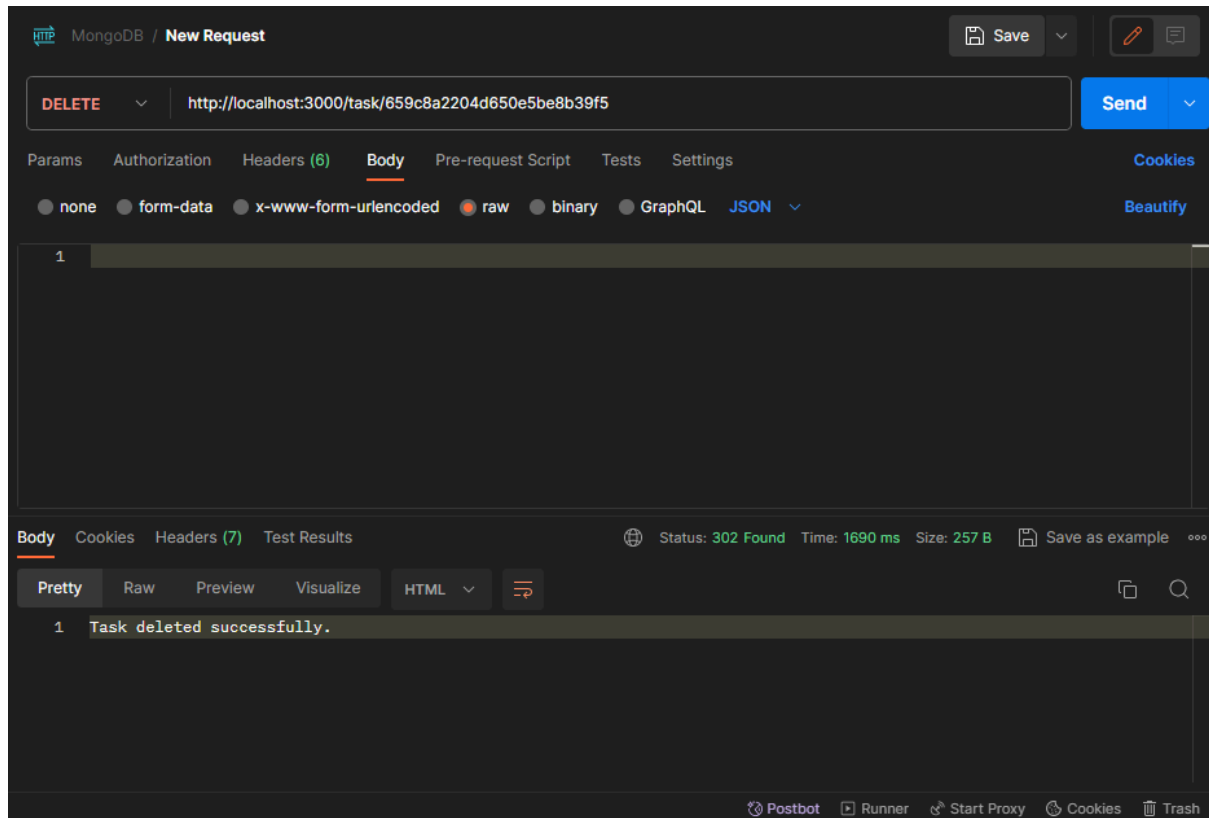 HTTP MongoDB / New Request Save
DELETE http://localhost:3000/task/659c8a2204d650e5be8b39f5 Send
Params Authorization Headers (6) Body Pre-request Script Tests Settings Cookies
none form-data x-www-form-urlencoded raw binary GraphQL JSON Beautify
1
Body Cookies Headers (7) Test Results Status: 302 Found Time: 1690 ms Size: 257 B Save as example
Pretty Raw Preview Visualize HTML
1 Task deleted successfully.
Postbot Runner Start Proxy Cookies Trash